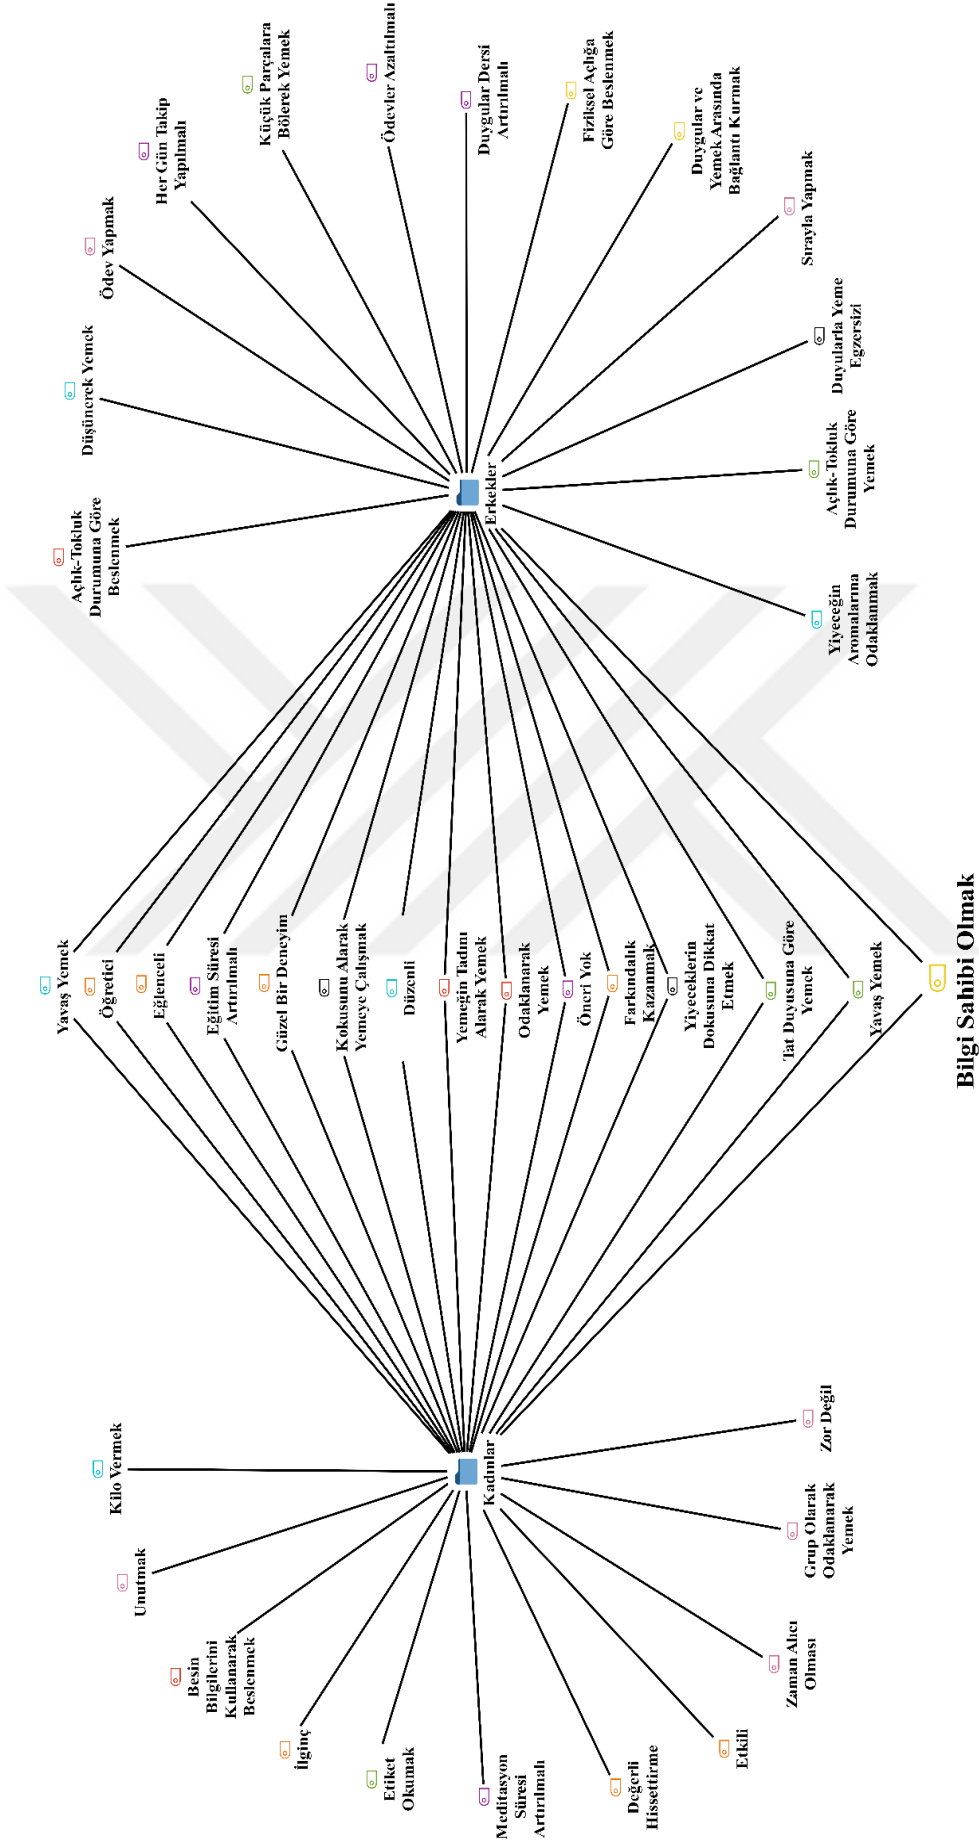 Kilo Vermek
Unutmak
Besin
Bilgilerini
Kullanarak
Beslenmek
İlginç
Etiket
Okumak
Meditasyon
Süresi
Artırılmalı
Değerli
Hissettirme
Etkili
Zaman Alıcı
Olması
Grup Olarak
Odaklanarak
Yemek
Zor Değil
Kadınlar
Yavaş Yemek
Öğretici
Eğlenceli
Eğitim Süresi
Artırılmalı
Güzel Bir Deneyim
Kokusunu Alarak
Yemeye Çalışmak
Düzenli
Yemeğin Tadını
Alarak Yemek
Odaklanarak
Yemek
Öneri Yok
Farkındalık
Kazanmak
Yiyeceklerin
Dokusuna Dikkat
Etmek
Tat Duyusuna Göre
Yemek
Yavaş Yemek
Bilgi Sahibi Olmak
Erkekler
Açlık-Tokluk
Durumuna Göre
Beslenmek
Düşünerek Yemek
Ödev Yapmak
Her Gün Takip
Yapılmalı
Küçük Parçalara
Bölerek Yemek
Ödevler Azaltılmalı
Duygular Dersi
Artırılmalı
Fiziksel Açlığa
Göre Beslenmek
Duygular ve
Yemek Arasında
Bağlantı Kurmak
Sırayla Yapmak
Duyularla Yeme
Egzersizi
Açlık-Tokluk
Durumuna Göre
Yemek
Yiyeceğin
Aromalarına
Odaklanmak